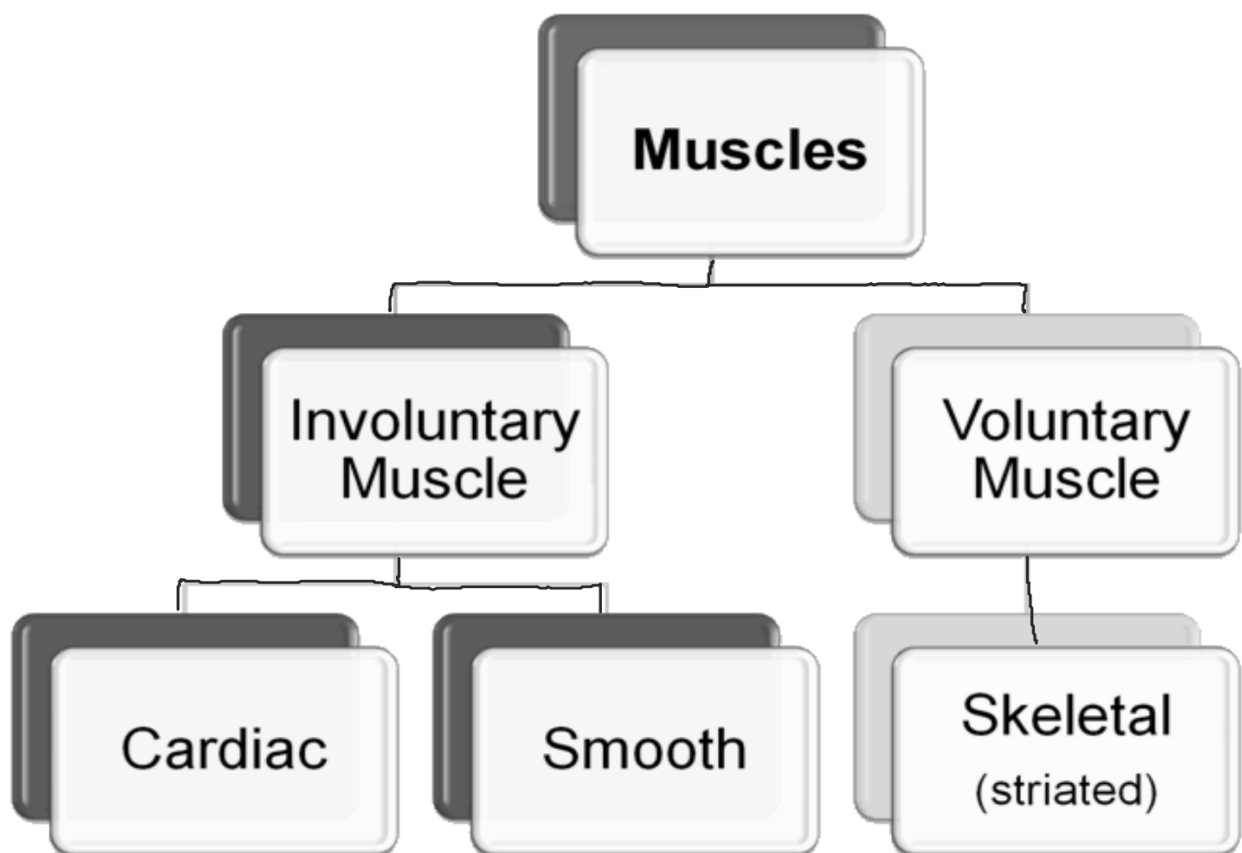 Muscles
Involuntary
Muscle
Voluntary
Muscle
Cardiac
Smooth
Skeletal
(striated)